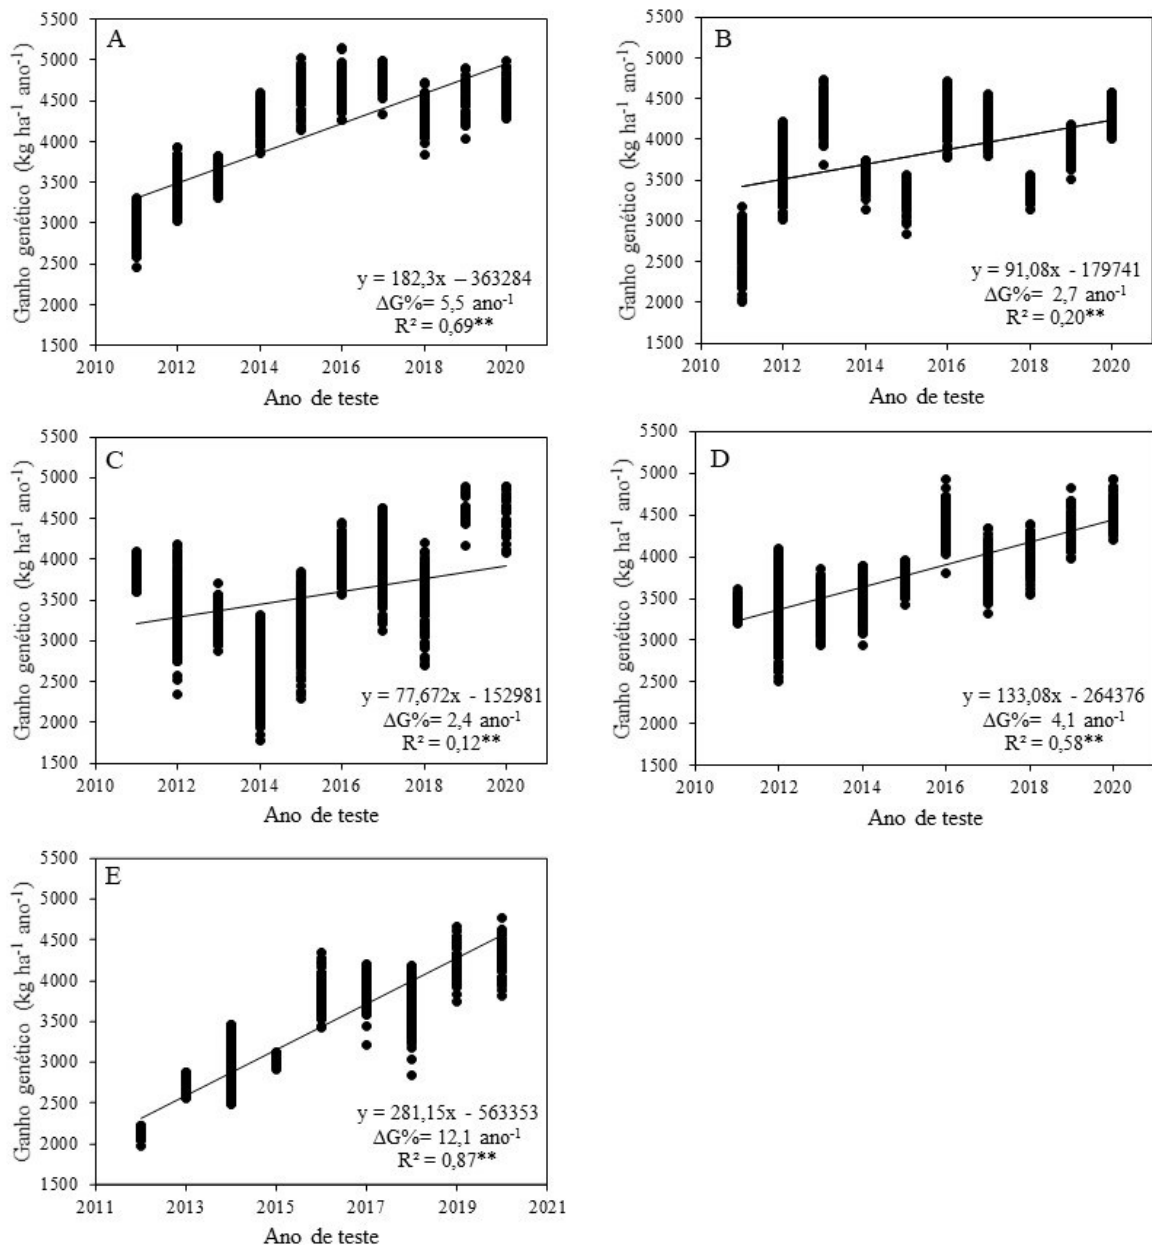 A
Ganho genético (kg ha⁻¹ ano⁻¹)
5500
5000
4500
4000
3500
3000
2500
2000
1500
y = 182,3x – 363284
ΔG%= 5,5 ano⁻¹
R² = 0,69**
2010 2012 2014 2016 2018 2020
Ano de teste
B
Ganho genético (kg ha⁻¹ ano⁻¹)
5500
5000
4500
4000
3500
3000
2500
2000
1500
y = 91,08x - 179741
ΔG%= 2,7 ano⁻¹
R² = 0,20**
2010 2012 2014 2016 2018 2020
Ano de teste
C
Ganho genético (kg ha⁻¹ ano⁻¹)
5500
5000
4500
4000
3500
3000
2500
2000
1500
y = 77,672x - 152981
ΔG%= 2,4 ano⁻¹
R² = 0,12**
2010 2012 2014 2016 2018 2020
Ano de teste
D
Ganho genético (kg ha⁻¹ ano⁻¹)
5500
5000
4500
4000
3500
3000
2500
2000
1500
y = 133,08x - 264376
ΔG%= 4,1 ano⁻¹
R² = 0,58**
2010 2012 2014 2016 2018 2020
Ano de teste
E
Ganho genético (kg ha⁻¹ ano⁻¹)
5500
5000
4500
4000
3500
3000
2500
2000
1500
y = 281,15x - 563353
ΔG%= 12,1 ano⁻¹
R² = 0,87**
2011 2013 2015 2017 2019 2021
Ano de teste